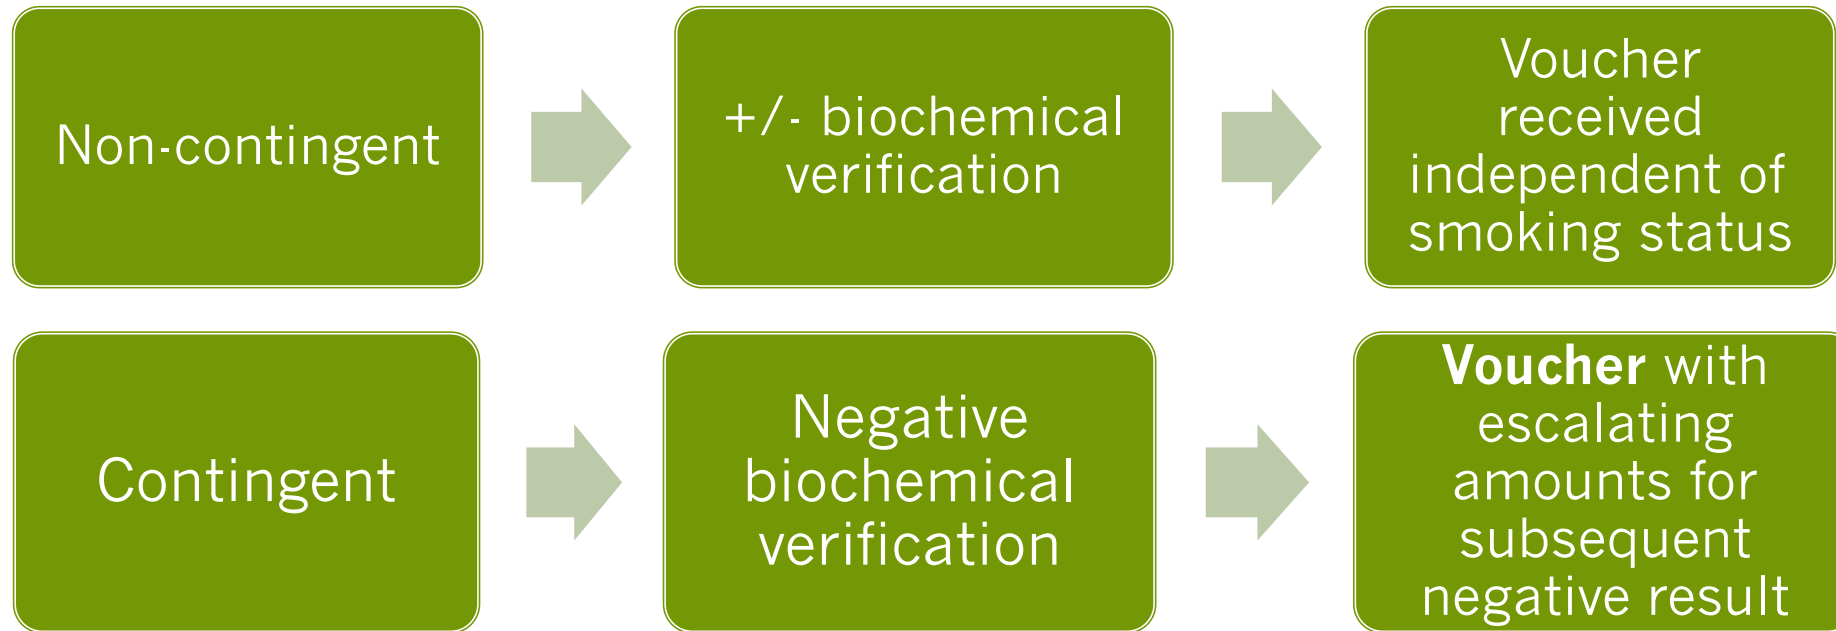 Non-contingent
+/- biochemical
verification
Voucher
received
independent of
smoking status
Contingent
Negative
biochemical
verification
Voucher with
escalating
amounts for
subsequent
negative result